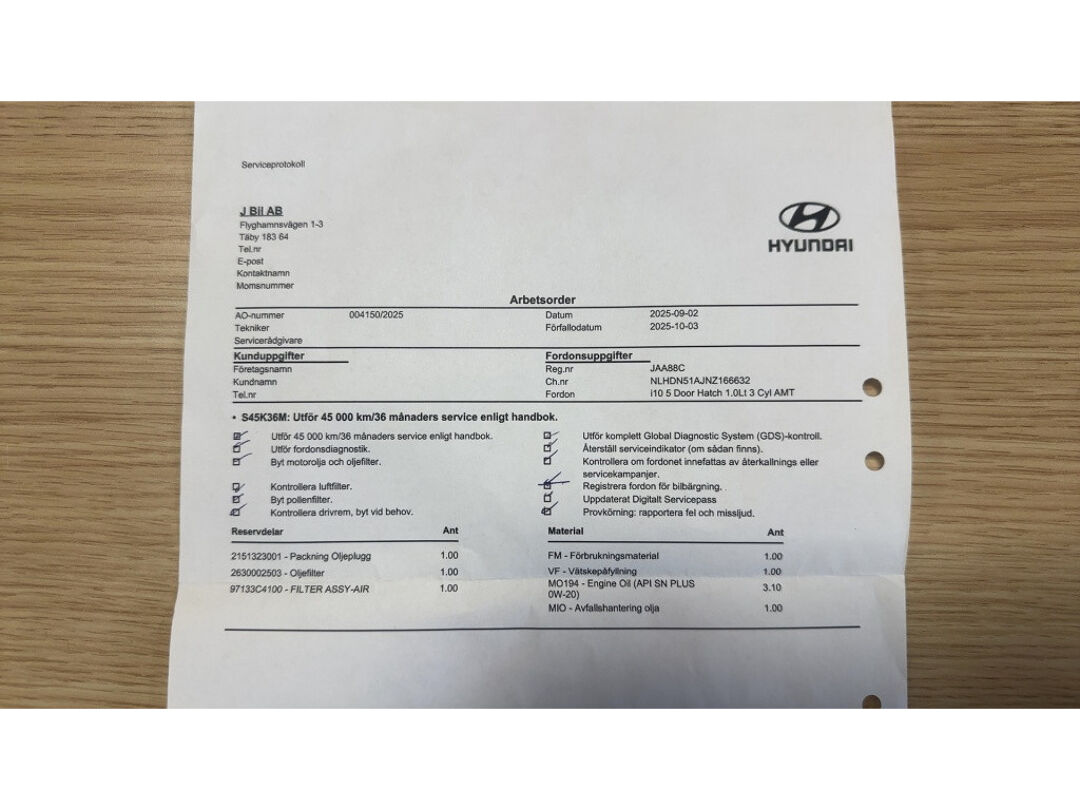 Serviceprotokoll
J Bil AB
Flyghamnsvägen 1-3
Täby 183 64
Tel.nr
E-post
Kontaktnamn
Momsnummer
HYUNDAI
Arbetsorder
AO-nummer 004150/2025 Datum 2025-09-02
Tekniker Förfallodatum 2025-10-03
Servicerådgivare
Kunduppgifter Fordonsuppgifter
Företagsnamn Reg.nr JAA88C
Kundnamn Ch.nr NLHDN51AJNZ166632
Tel.nr Fordon i10 5 Door Hatch 1.0Lt 3 Cyl AMT
• S45K36M: Utför 45 000 km/36 månaders service enligt handbok.
Utför 45 000 km/36 månaders service enligt handbok.
Utför fordonsdiagnostik.
Byt motorolja och oljefilter.
Kontrollera luftfilter.
Byt pollenfilter.
Kontrollera drivrem, byt vid behov.
Utför komplett Global Diagnostic System (GDS)-kontroll.
Återställ serviceindikator (om sådan finns).
Kontrollera om fordonet innefattas av återkallnings eller
servicekampanjer.
Registrera fordon för bilbärgning.
Uppdaterat Digitalt Servicepass
Provkörning: rapportera fel och missljud.
Reservdelar Ant
2151323001 - Packning Oljeplugg 1.00
2630002503 - Oljefilter 1.00
97133C4100 - FILTER ASSY-AIR 1.00
Material Ant
FM - Förbrukningsmaterial 1.00
VF - Vätskepåfyllning 1.00
MO194 - Engine Oil (API SN PLUS 3.10
0W-20)
MIO - Avfallshantering olja 1.00